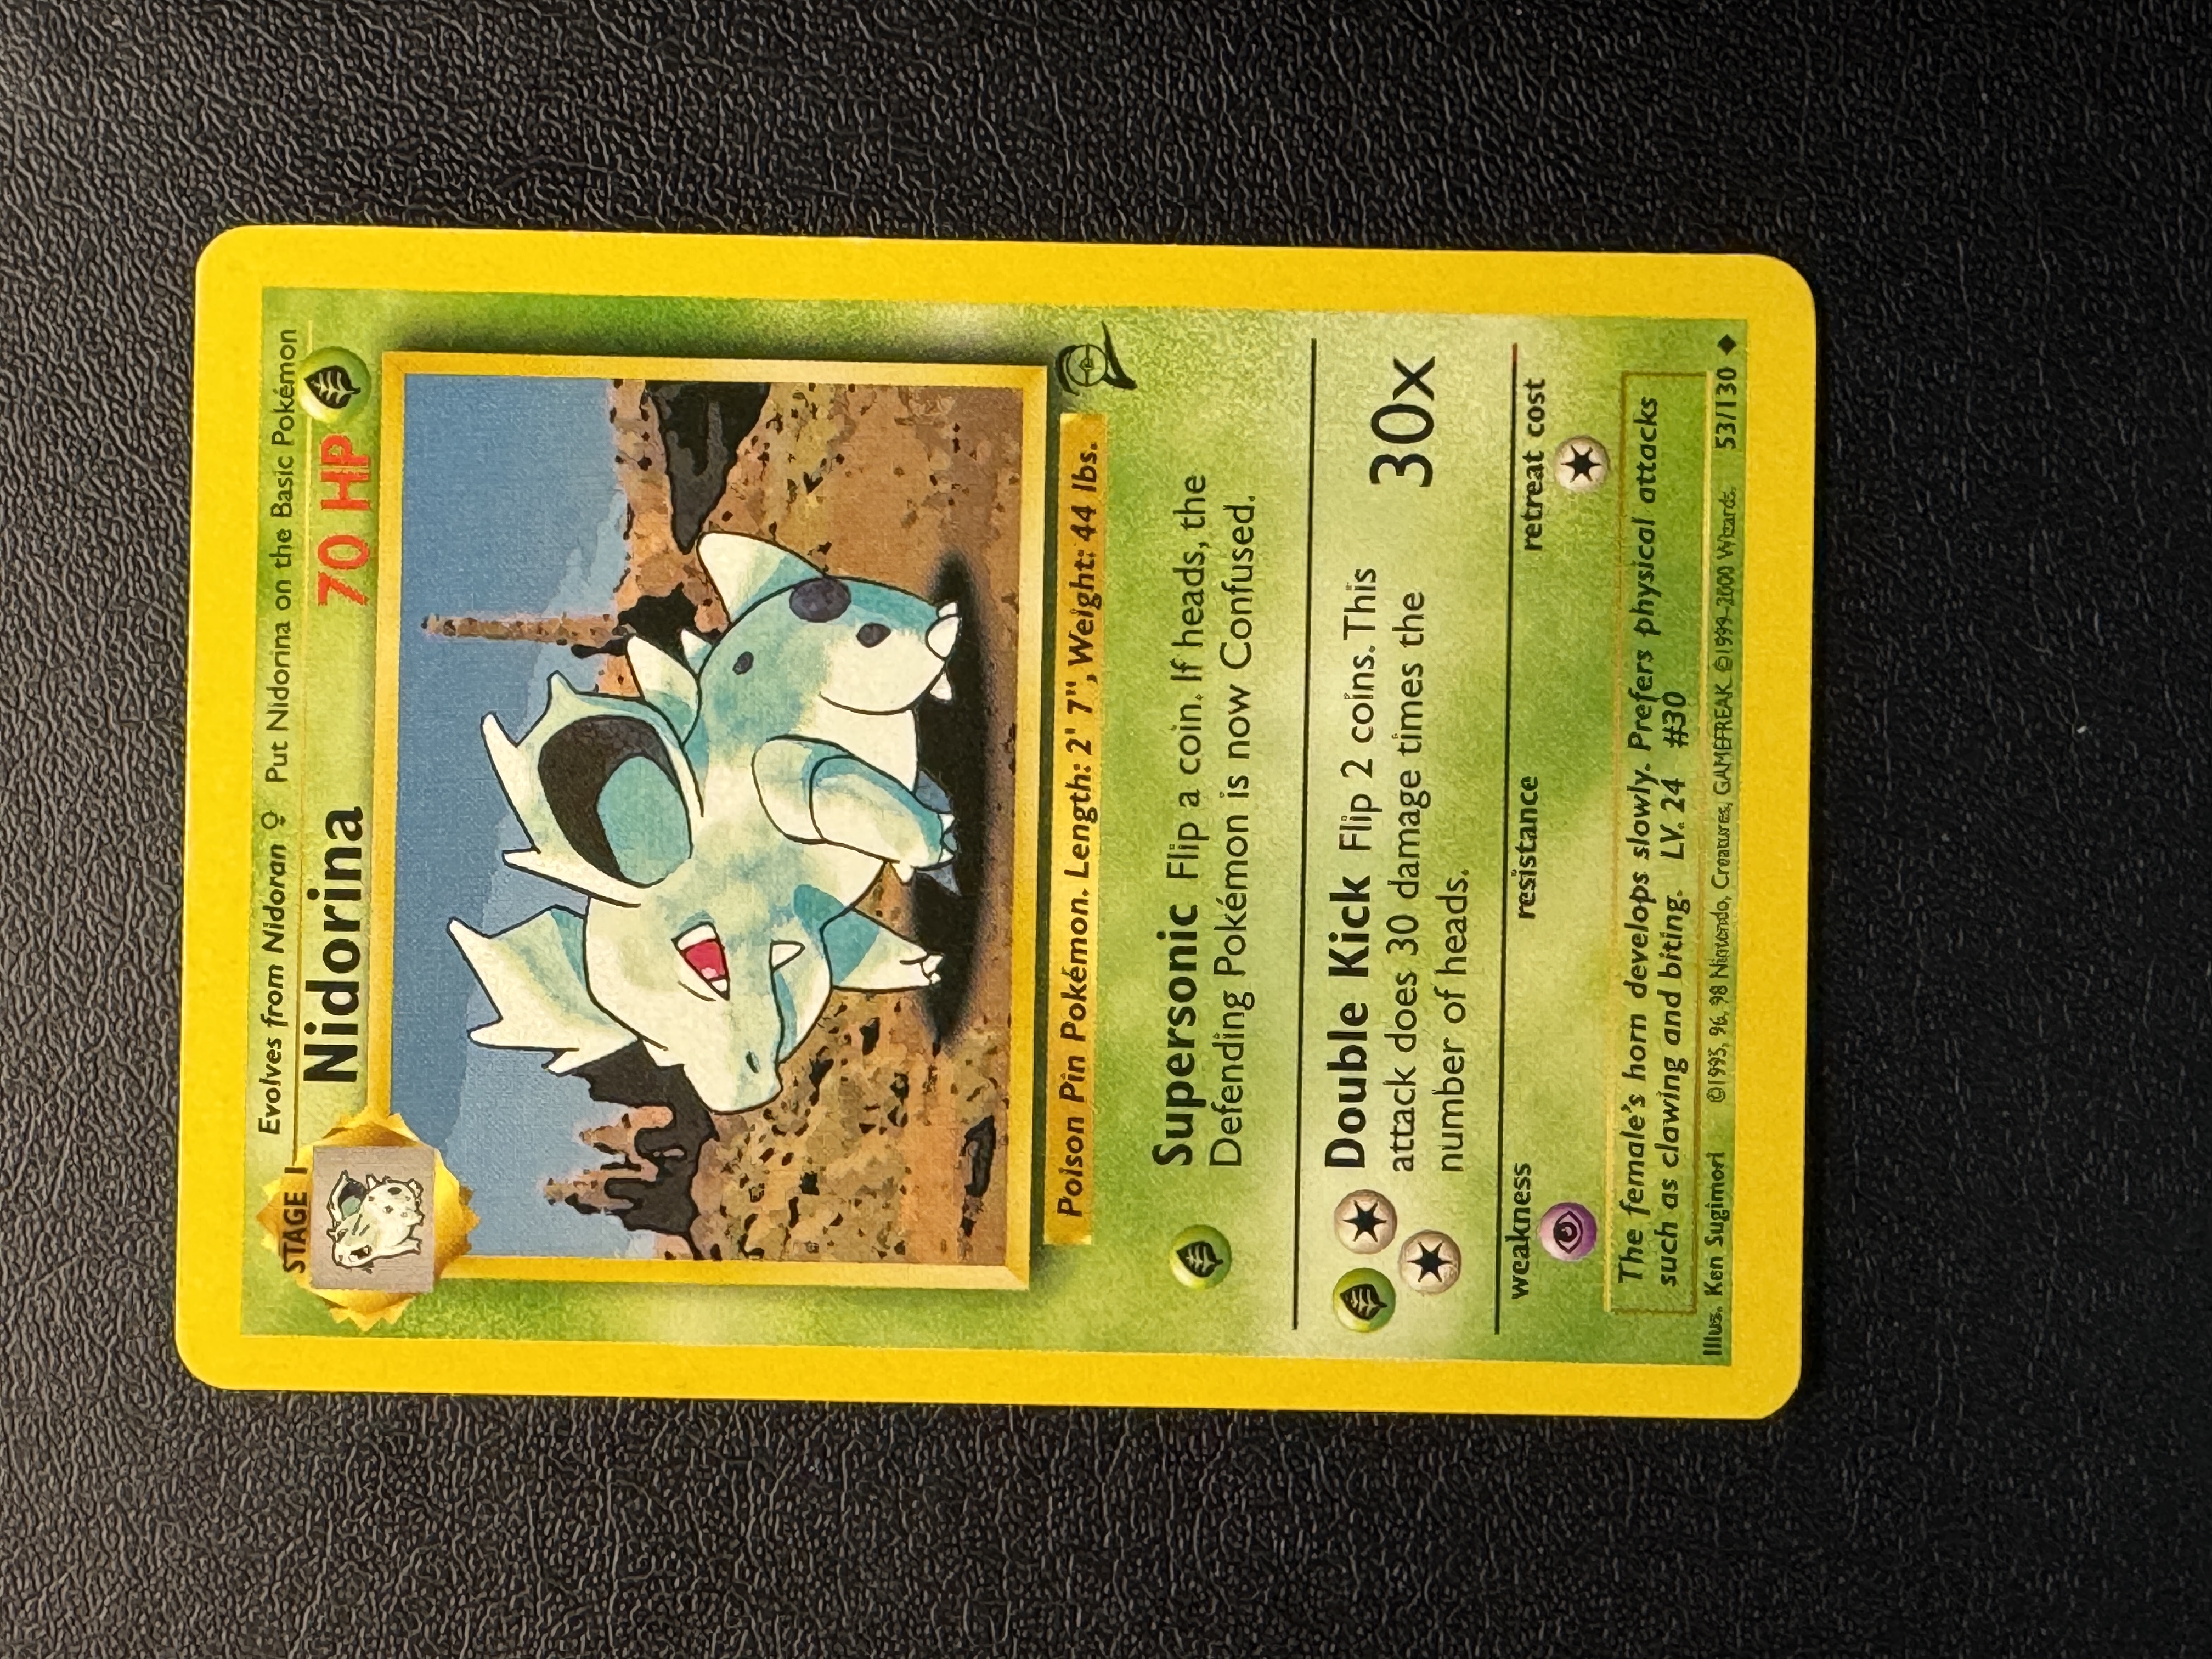 STAGE 1
Evolves from Nidoran ♀ Put Nidorina on the Basic Pokémon
Nidorina 70 HP
Poison Pin Pokémon. Length: 2' 7", Weight: 44 lbs.
Supersonic Flip a coin. If heads, the
Defending Pokémon is now Confused.
Double Kick Flip 2 coins. This
attack does 30 damage times the
number of heads.
30x
weakness resistance retreat cost
The female's horn develops slowly. Prefers physical attacks
such as clawing and biting. LV. 24 #30
Illus. Ken Sugimori ©1995, 96, 98 Nintendo, Creatures, GAMEFREAK. ©1999-2000 Wizards. 53/130 ◆